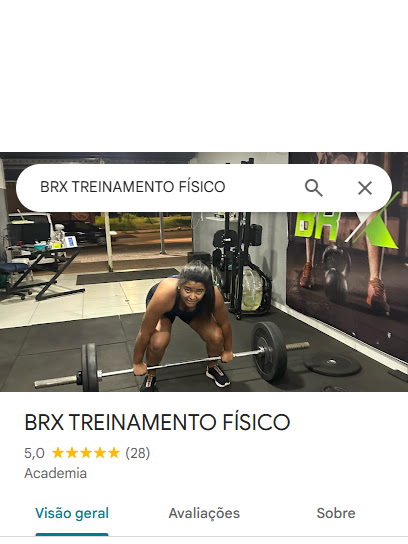 BRX TREINAMENTO FÍSICO
BRX
BRX TREINAMENTO FÍSICO
5,0 ★★★★★ (28)
Academia
Visão geral Avaliações Sobre